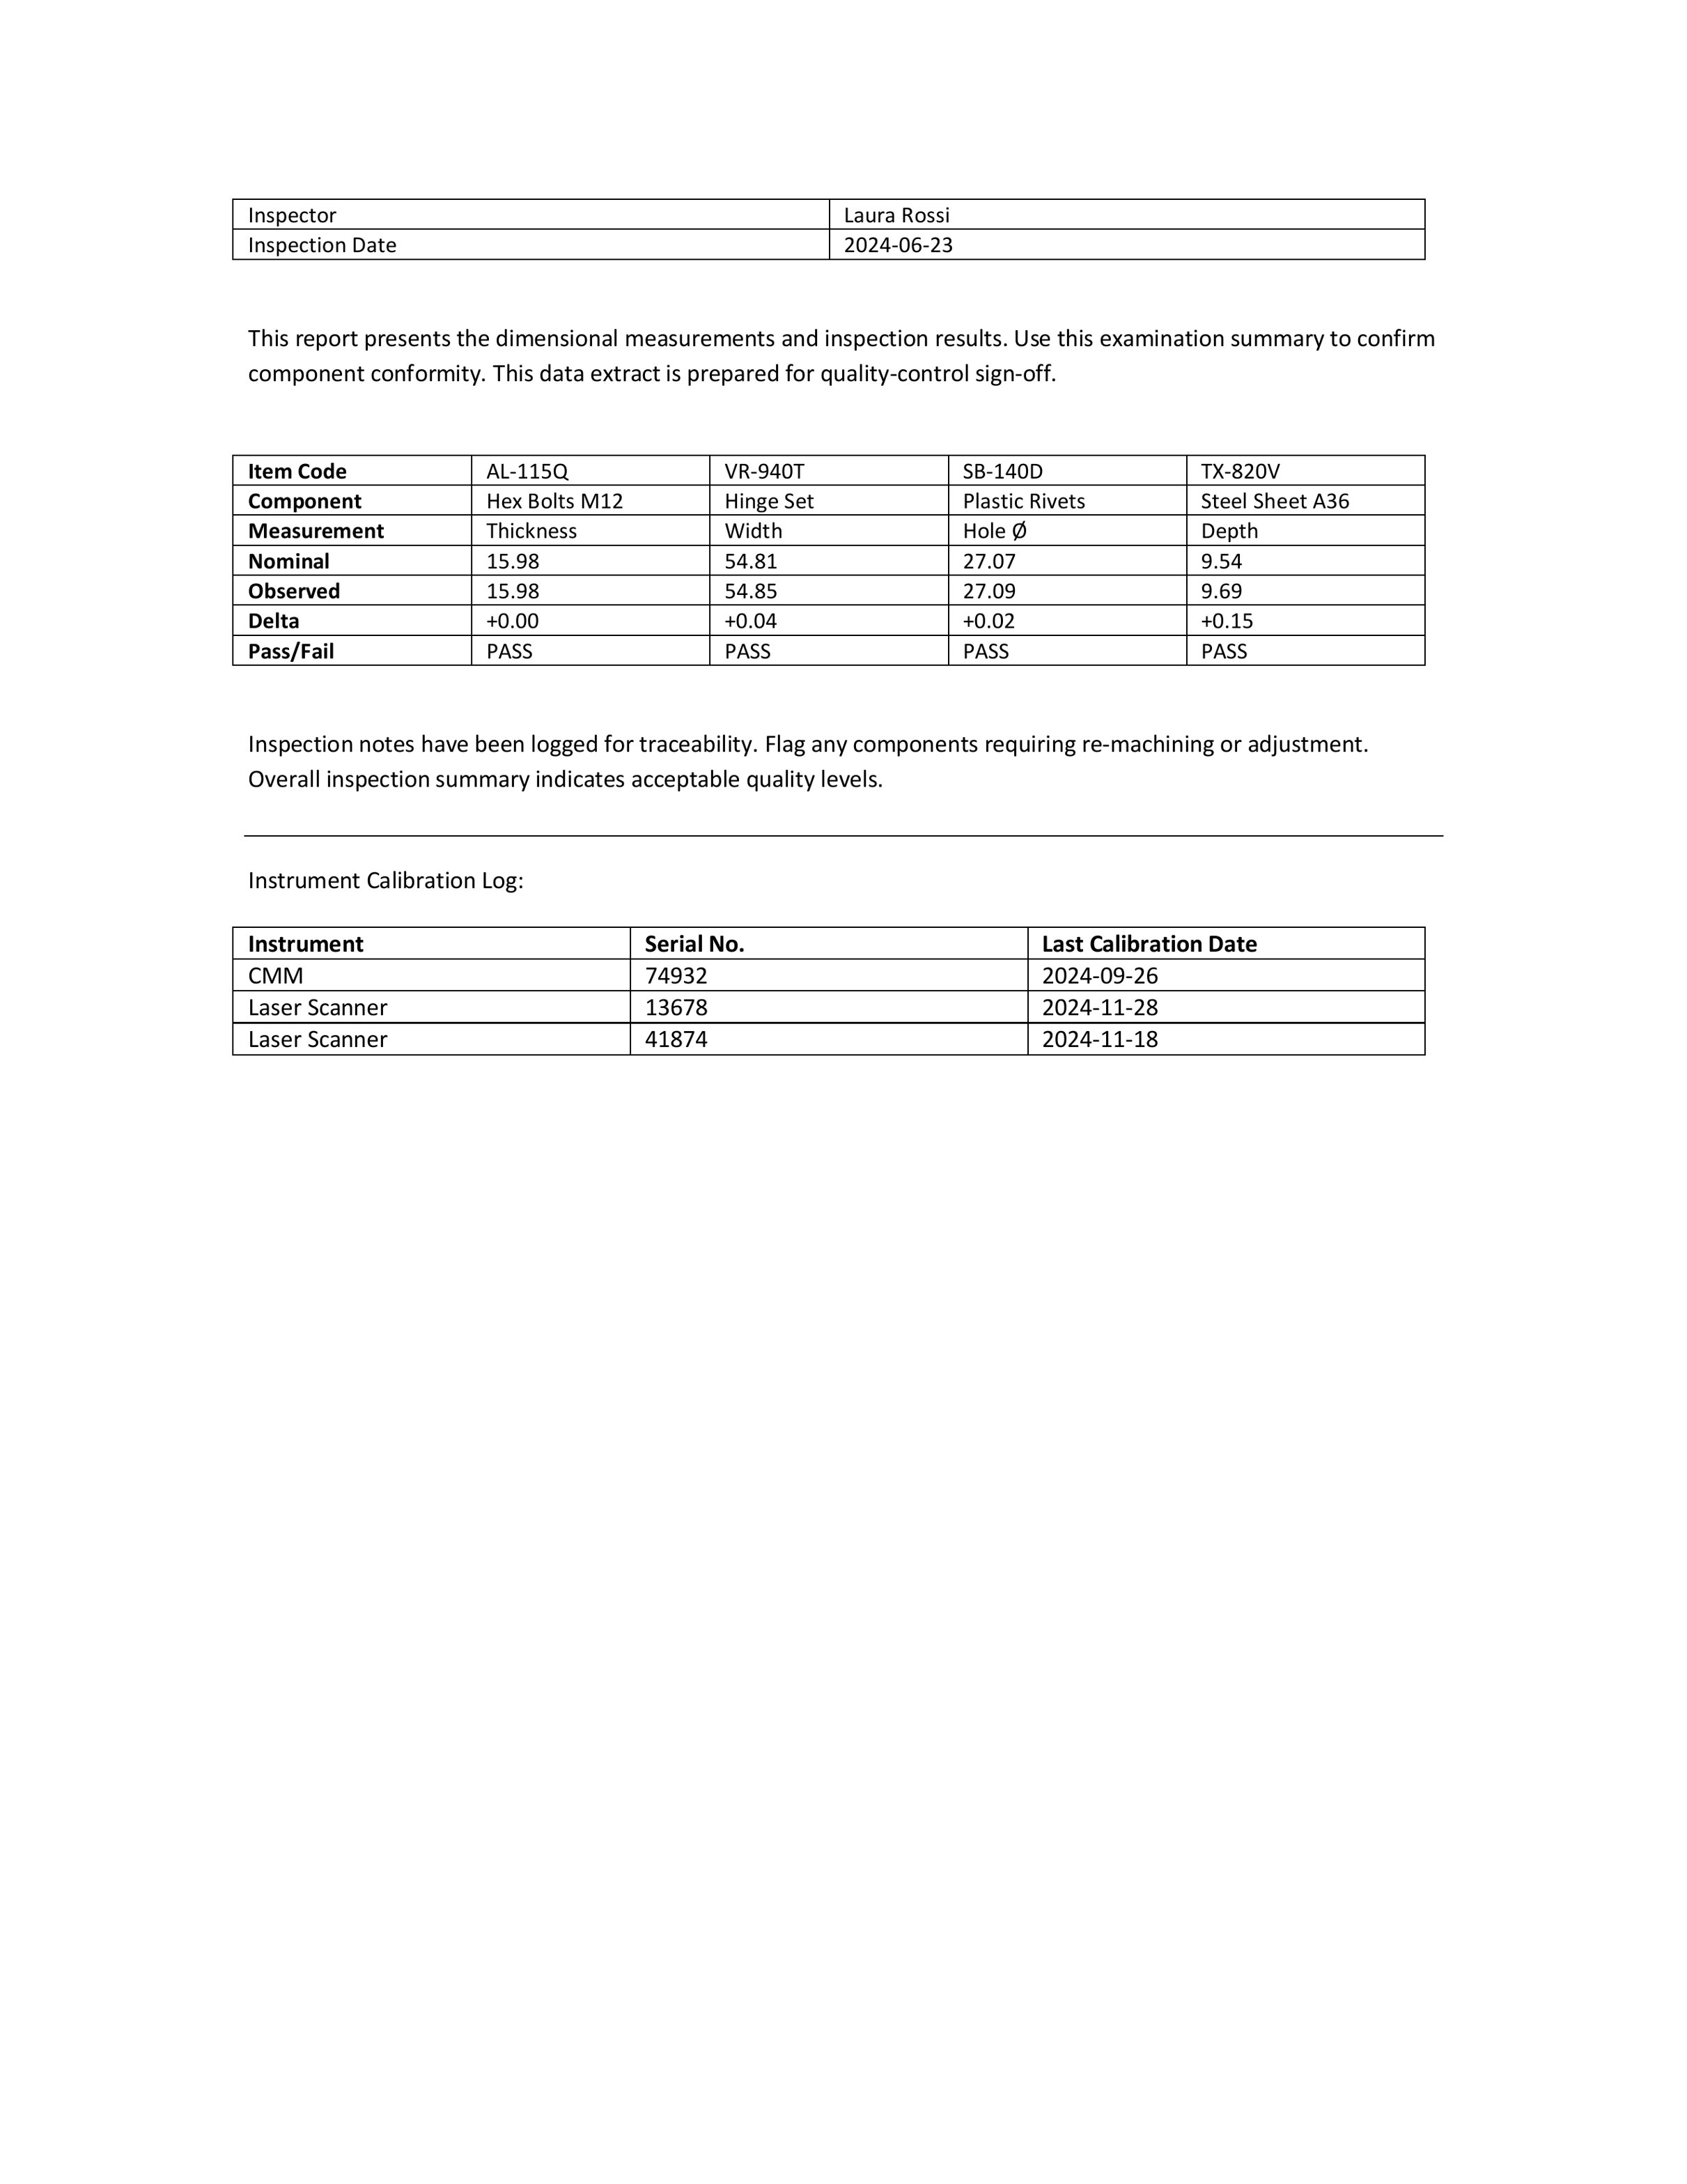 Inspector Laura Rossi
Inspection Date 2024-06-23
This report presents the dimensional measurements and inspection results. Use this examination summary to confirm
component conformity. This data extract is prepared for quality-control sign-off.
Item Code AL-115Q VR-940T SB-140D TX-820V
Component Hex Bolts M12 Hinge Set Plastic Rivets Steel Sheet A36
Measurement Thickness Width Hole Ø Depth
Nominal 15.98 54.81 27.07 9.54
Observed 15.98 54.85 27.09 9.69
Delta +0.00 +0.04 +0.02 +0.15
Pass/Fail PASS PASS PASS PASS
Inspection notes have been logged for traceability. Flag any components requiring re-machining or adjustment.
Overall inspection summary indicates acceptable quality levels.
Instrument Calibration Log:
Instrument Serial No. Last Calibration Date
CMM 74932 2024-09-26
Laser Scanner 13678 2024-11-28
Laser Scanner 41874 2024-11-18